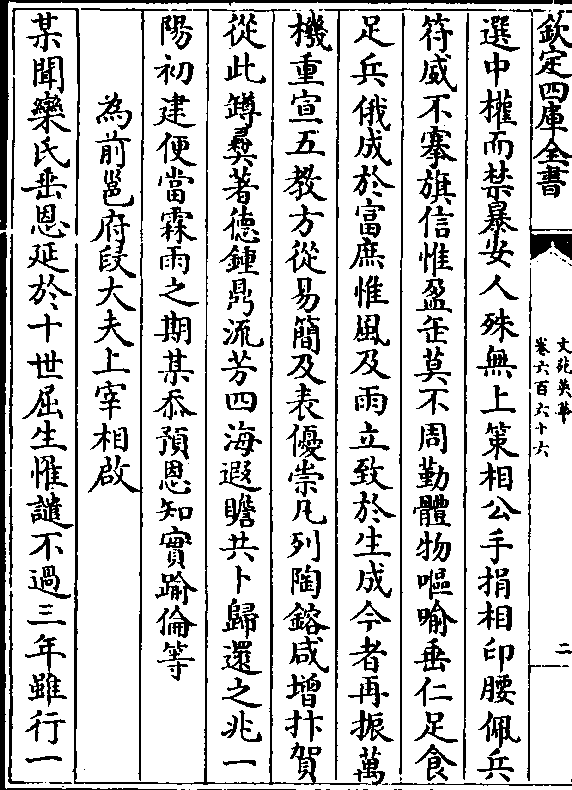 欽定四庫全書
文苑英華
卷六百六十六
二
選中權而禁暴安人殊無上策相公手捐相印腰佩兵
符威不搴旗信惟盈缶莫不周勤體物嘔喻垂仁足食
足兵俄成於富庶惟風及雨立致於生成今者再振萬
機重宣五教方從易簡及表優崇凡列陶鎔咸增抃賀
從此罇彛著德鍾鼎流芳四海遐瞻共卜歸還之兆一
陽初建便當霖雨之期某忝預恩知實踰倫等
為前邕府段大夫上宰相啟
某聞欒氏垂恩延於十世屈生惟譴不過三年雖行一